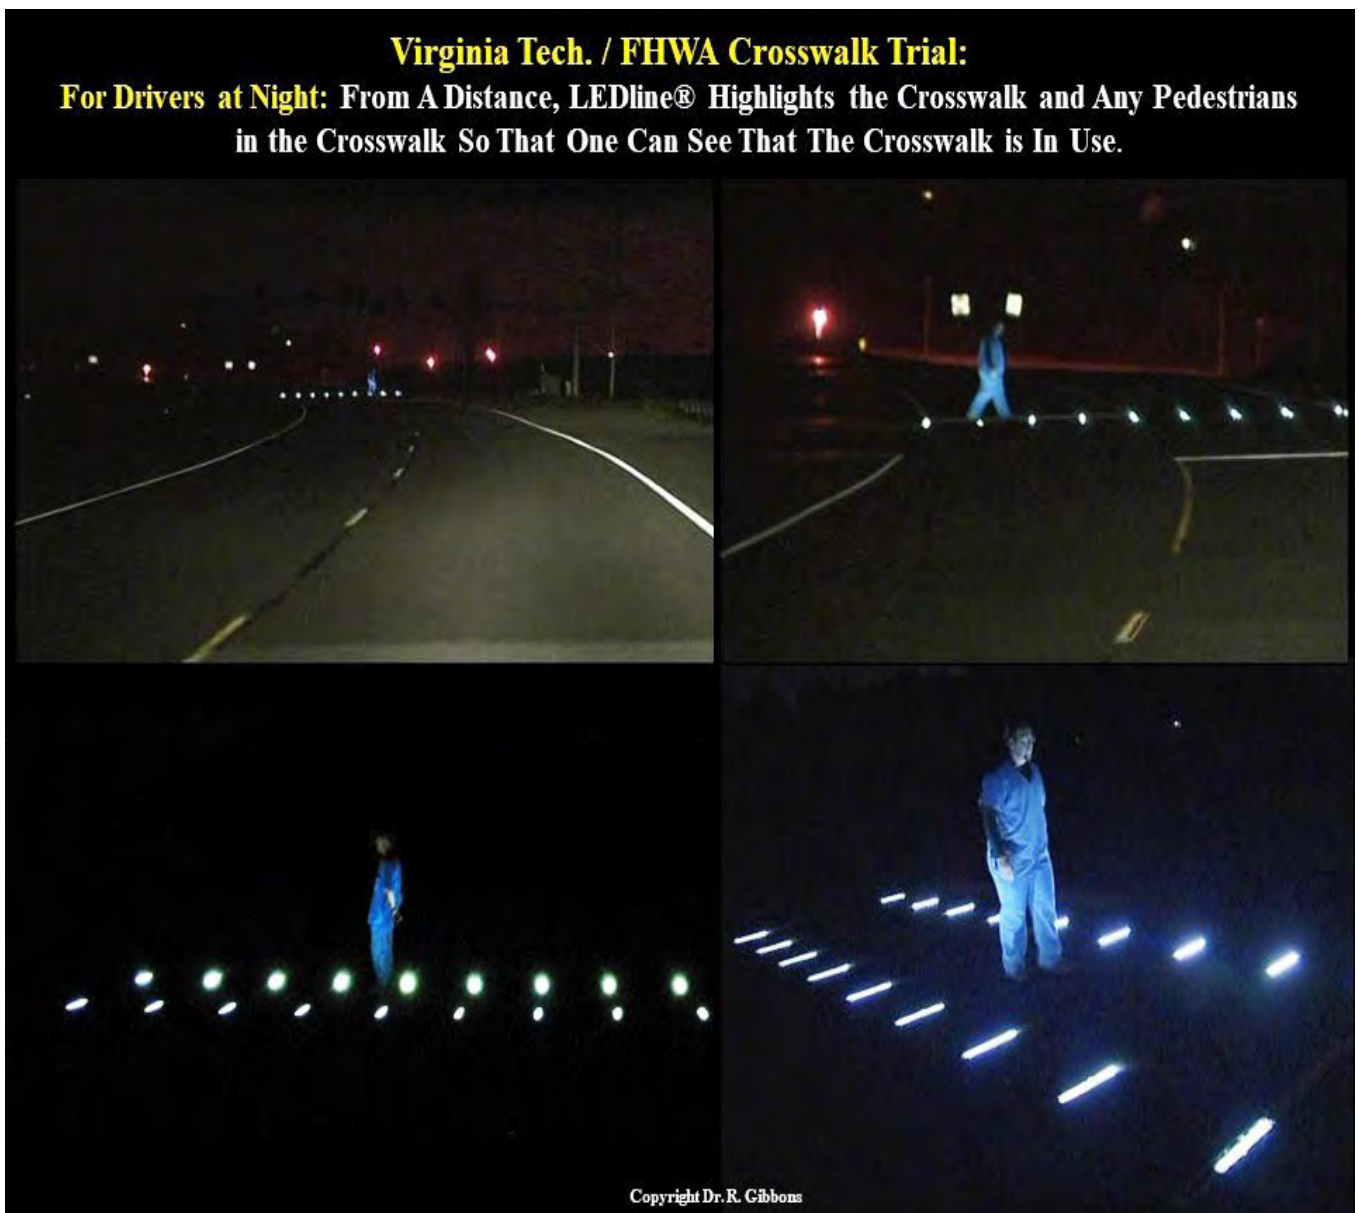 Virginia Tech. / FHWA Crosswalk Trial:
For Drivers at Night: From A Distance, LEDline® Highlights the Crosswalk and Any Pedestrians
in the Crosswalk So That One Can See That The Crosswalk is In Use.
Copyright Dr. R. Gibbons